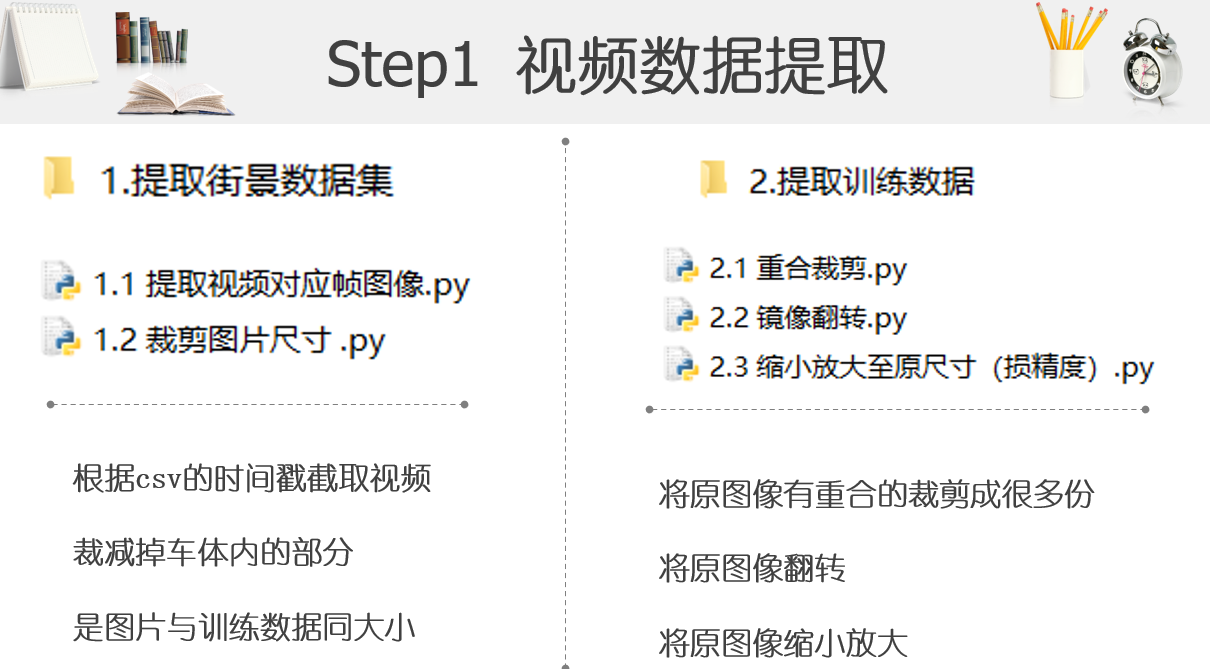 Step1 视频数据提取
1.提取街景数据集
1.1 提取视频对应帧图像.py
1.2 裁剪图片尺寸 .py
根据csv的时间戳截取视频
裁减掉车体内的部分
是图片与训练数据同大小
2.提取训练数据
2.1 重合裁剪.py
2.2 镜像翻转.py
2.3 缩小放大至原尺寸（损精度）.py
将原图像有重合的裁剪成很多份
将原图像翻转
将原图像缩小放大